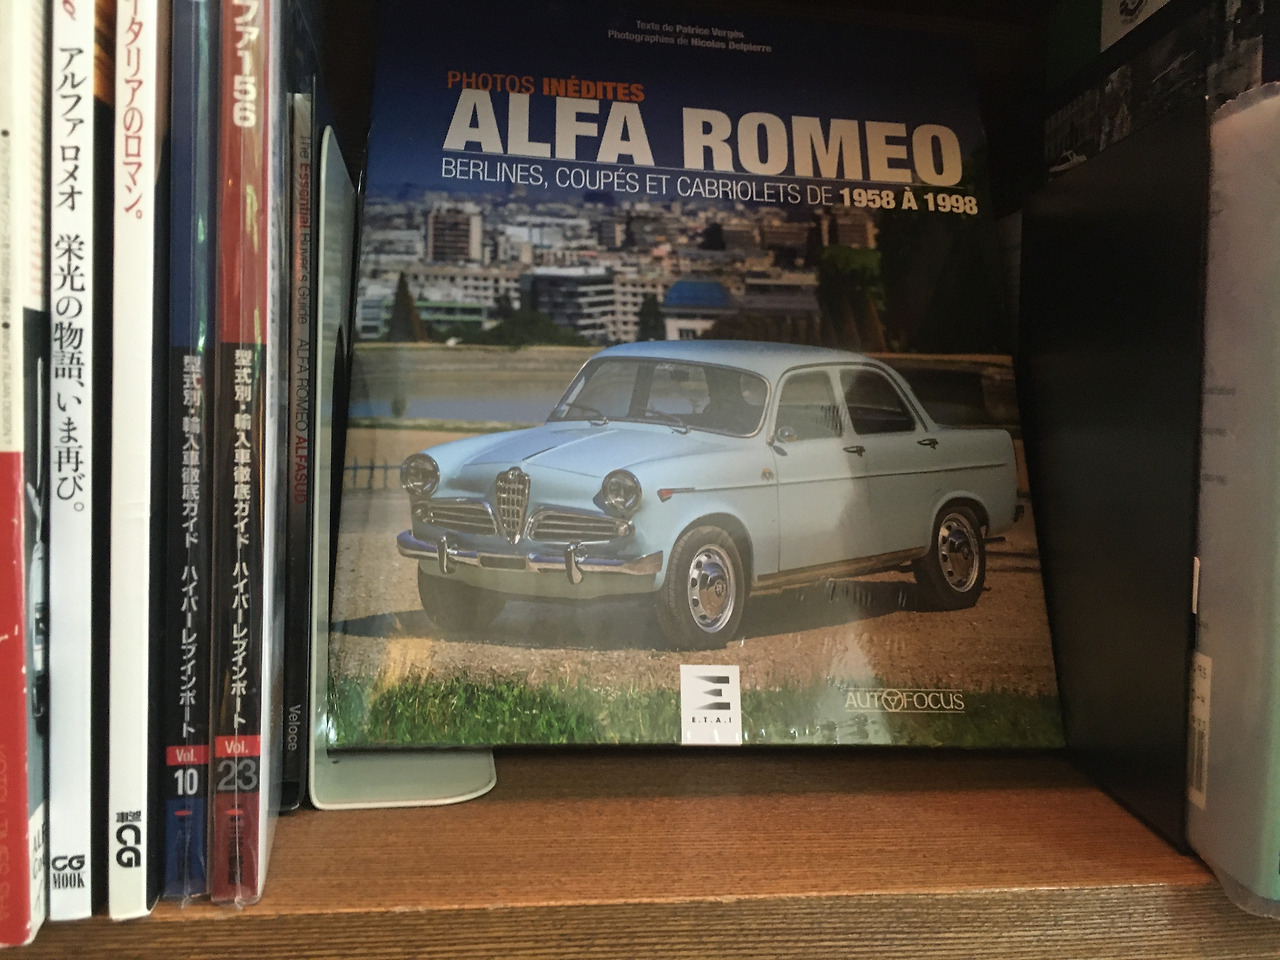 アルファロメオ 栄光の物語、いま再び。
CG
MOOK
タリアのロマン。
CG
型式別・輸入車徹底ガイド ハイパーレブインポート
Vol.
10
ファ156
型式別・輸入車徹底ガイド ハイパーレブインポート
Vol.
23
The Essential Buyer's Guide ALFA ROMEO ALFASUD
Veloce
Texte de Patrice Vergès
Photographies de Nicolas Delpierre
PHOTOS INÉDITES
ALFA ROMEO
BERLINES, COUPÉS ET CABRIOLETS DE 1958 À 1998
E.T.A.I
AUTOFOCUS